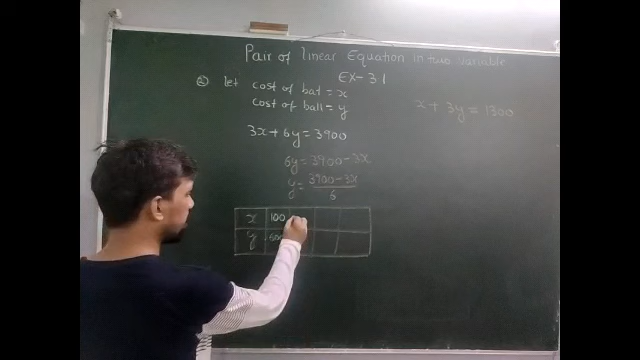 Pair of linear Equation in two variable
EX-3.1
② let cost of bat = x
cost of ball = y
x + 3y = 1300
3x + 6y = 3900
6y = 3900 - 3x
y = 3900 - 3x
6
x 100
y 600